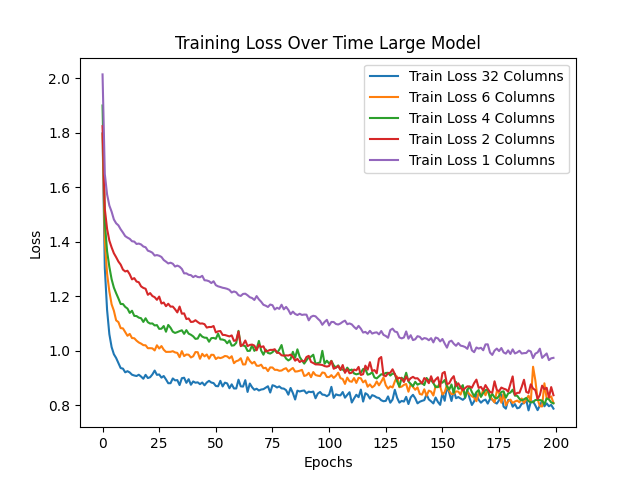 Training Loss Over Time Large Model
Train Loss 32 Columns
Train Loss 6 Columns
Train Loss 4 Columns
Train Loss 2 Columns
Train Loss 1 Columns
Loss
2.0
1.8
1.6
1.4
1.2
1.0
0.8
0 25 50 75 100 125 150 175 200
Epochs